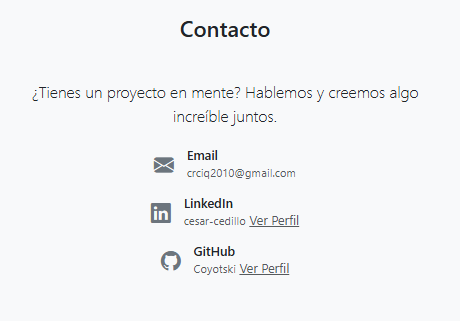 Contacto
¿Tienes un proyecto en mente? Hablemos y creemos algo
increíble juntos.
Email
crciq2010@gmail.com
LinkedIn
cesar-cedillo Ver Perfil
GitHub
Coyotski Ver Perfil